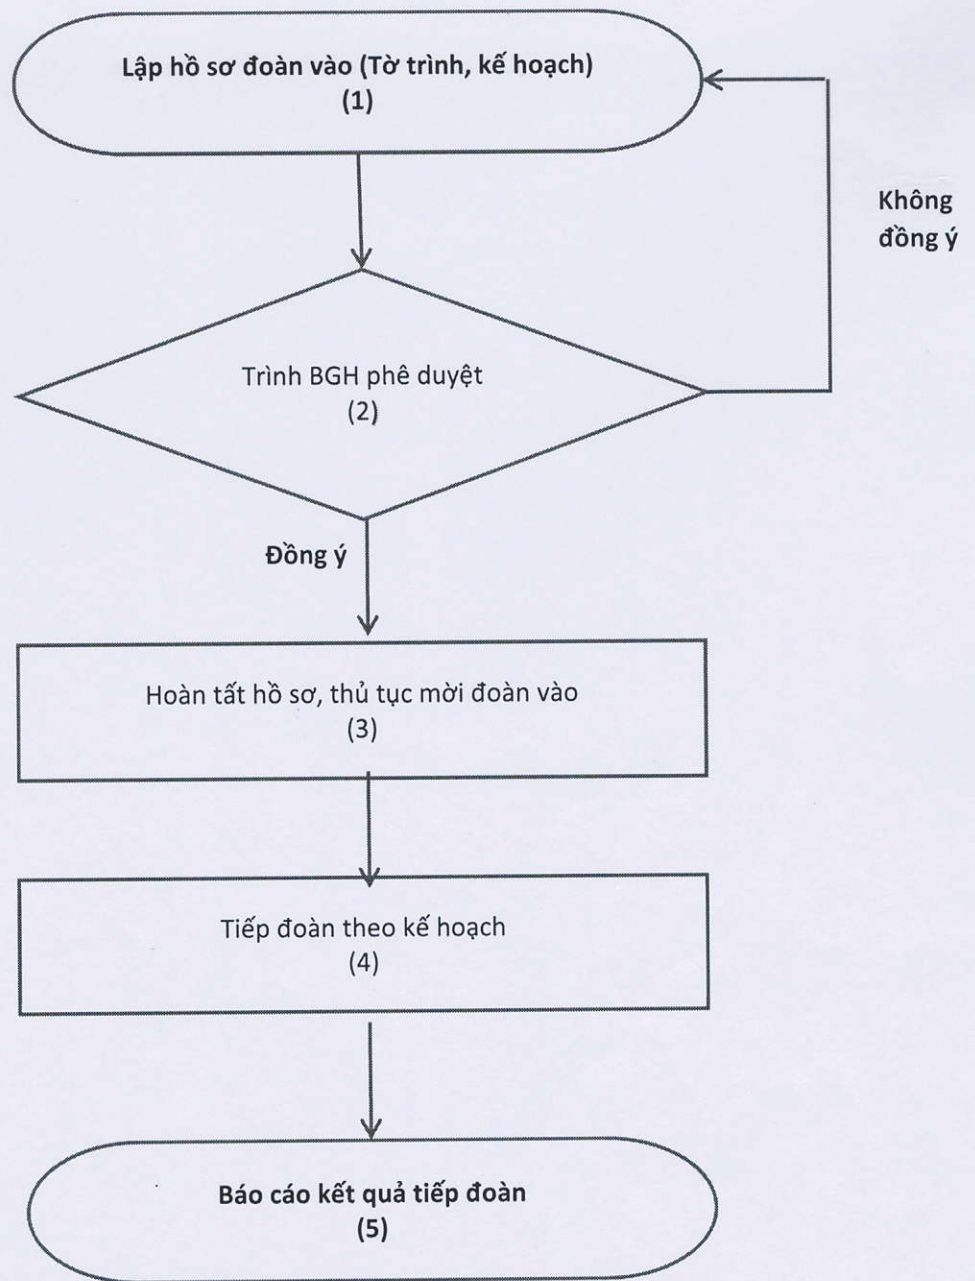 Lập hồ sơ đoàn vào (Tờ trình, kế hoạch)
(1)
Không
đồng ý
Trình BGH phê duyệt
(2)
Đồng ý
Hoàn tất hồ sơ, thủ tục mời đoàn vào
(3)
Tiếp đoàn theo kế hoạch
(4)
Báo cáo kết quả tiếp đoàn
(5)